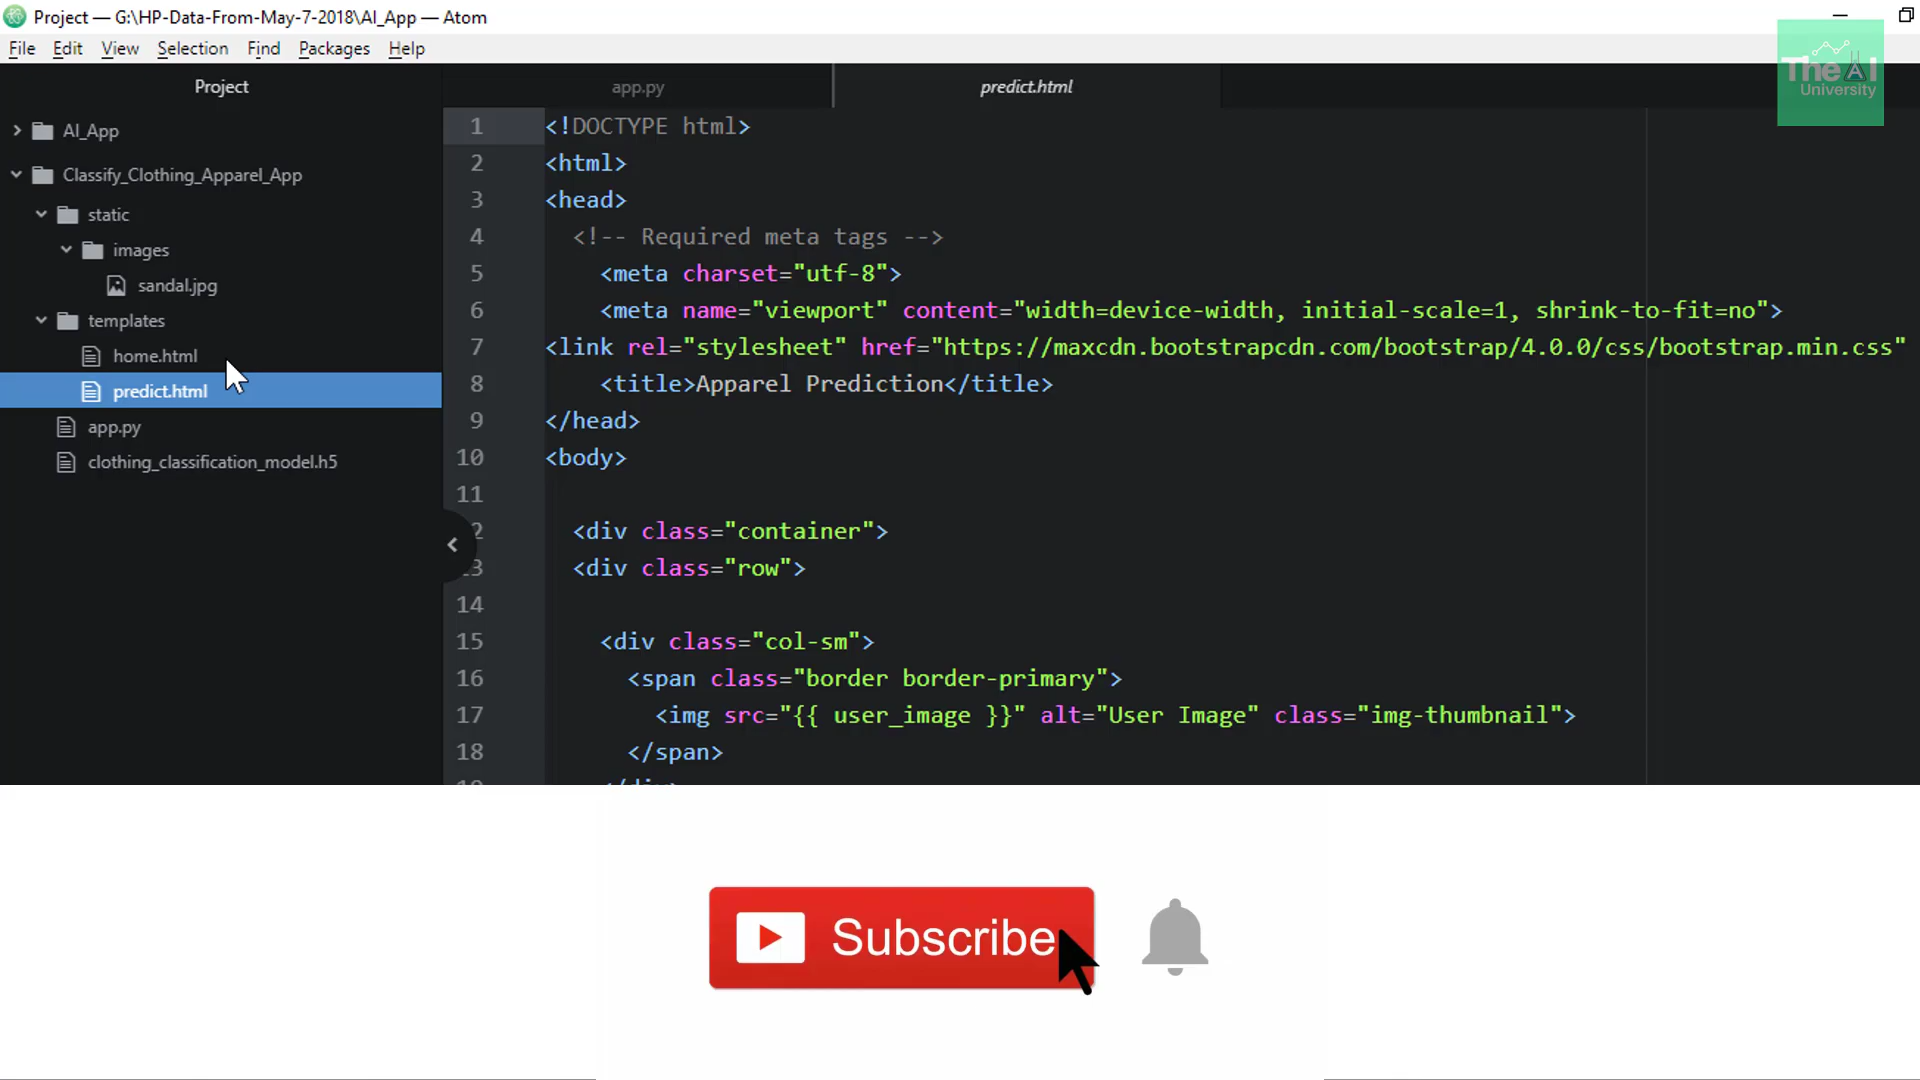 Project — G:\HP-Data-From-May-7-2018\AI_App — Atom
File Edit View Selection Find Packages Help
The AI
University
Project
app.py
predict.html
AI_App
Classify_Clothing_Apparel_App
static
images
sandal.jpg
templates
home.html
predict.html
app.py
clothing_classification_model.h5
1 <!DOCTYPE html>
2 <html>
3 <head>
4 <!-- Required meta tags -->
5 <meta charset="utf-8">
6 <meta name="viewport" content="width=device-width, initial-scale=1, shrink-to-fit=no">
7 <link rel="stylesheet" href="https://maxcdn.bootstrapcdn.com/bootstrap/4.0.0/css/bootstrap.min.css"
8 <title>Apparel Prediction</title>
9 </head>
10 <body>
11
2 <div class="container">
3 <div class="row">
14
15 <div class="col-sm">
16 <span class="border border-primary">
17 <img src="{{ user_image }}" alt="User Image" class="img-thumbnail">
18 </span>
Subscribe